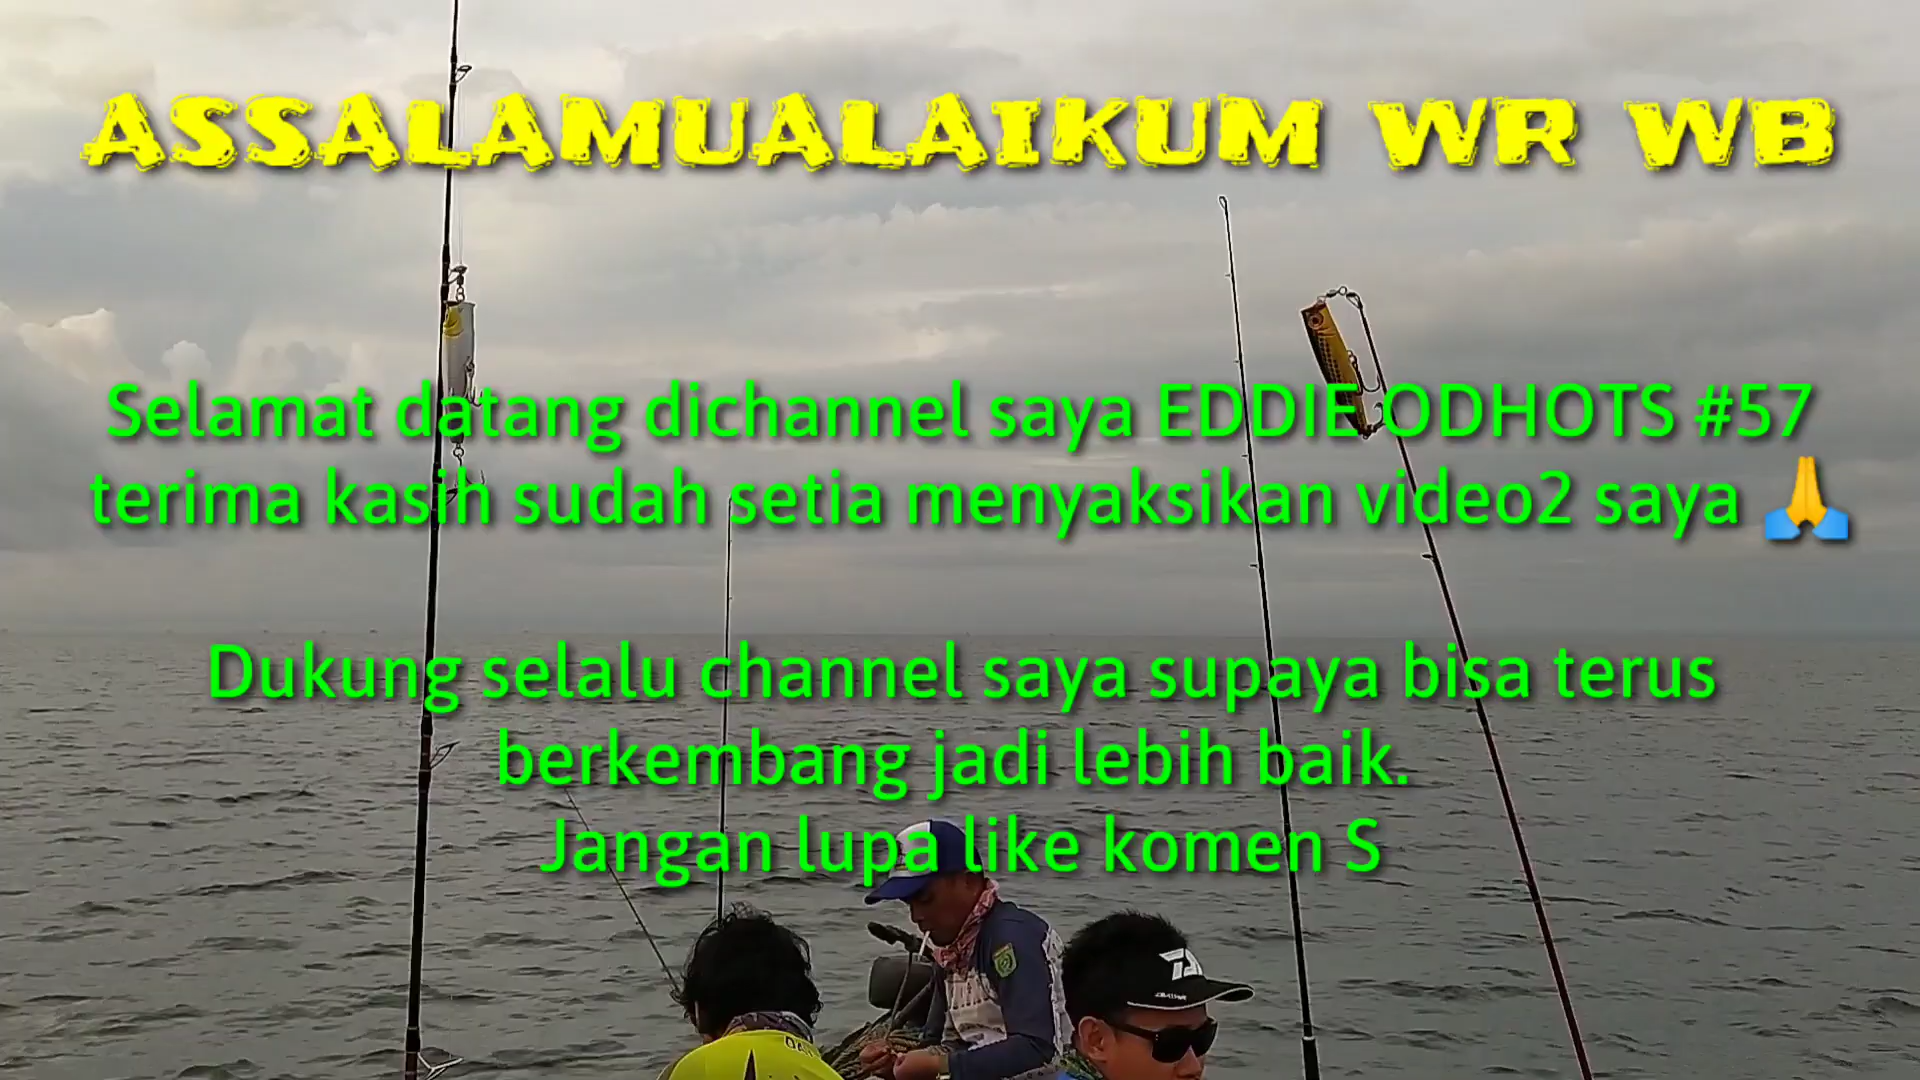 ASSALAMUALAIKUM WR WB
Selamat datang dichannel saya EDDIE ODHOTS #57
terima kasih sudah setia menyaksikan video2 saya 🙏
Dukung selalu channel saya supaya bisa terus
berkembang jadi lebih baik.
Jangan lupa like komen S